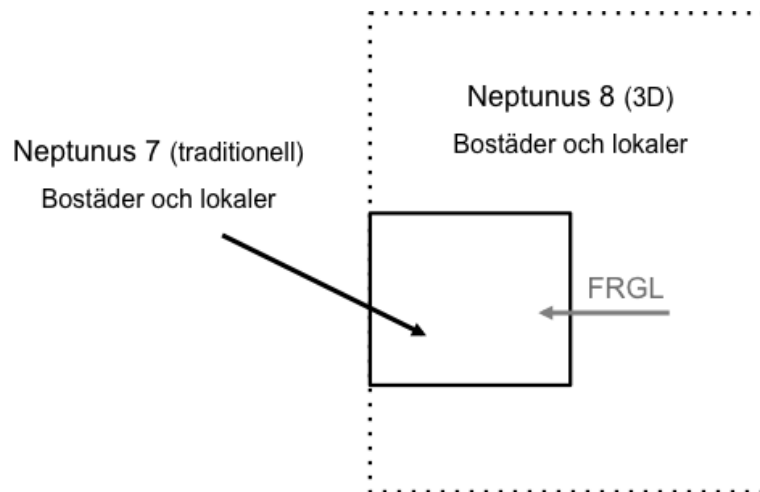 Neptunus 8 (3D)
Bostäder och lokaler
Neptunus 7 (traditionell)
Bostäder och lokaler
FRGL